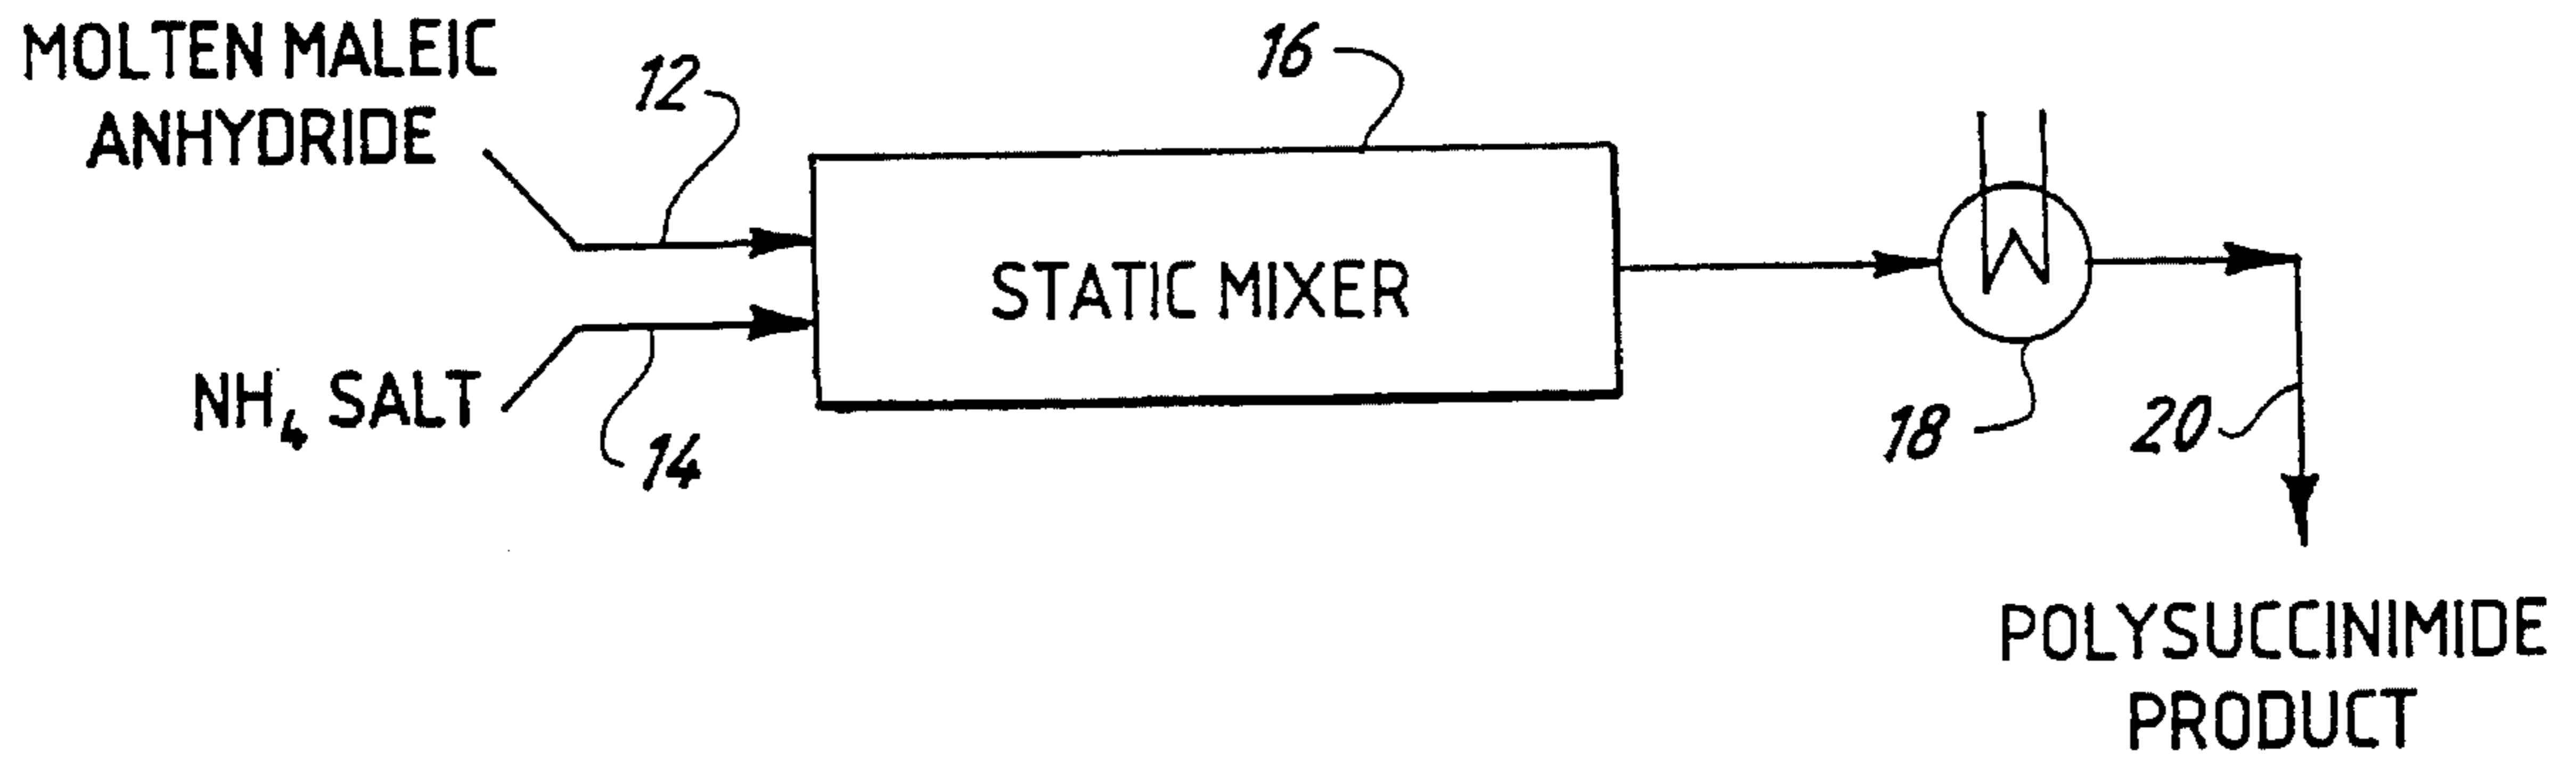 MOLTEN MALEIC
ANHYDRIDE
12
16
STATIC MIXER
NH₄ SALT
14
18
20
POLYSUCCINIMIDE
PRODUCT